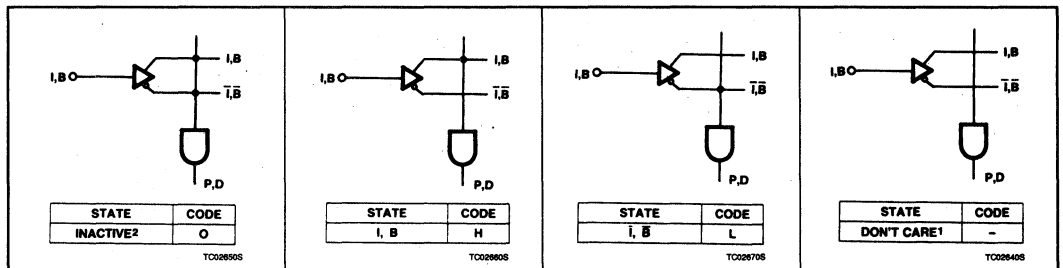 I,B
I,B
I̅,B̅
P,D
STATE CODE
INACTIVE2 O
TC02650S
I,B
I,B
I̅,B̅
P,D
STATE CODE
I, B H
TC02660S
I,B
I,B
I̅,B̅
P,D
STATE CODE
I̅, B̅ L
TC02670S
I,B
I,B
I̅,B̅
P,D
STATE CODE
DON'T CARE1 –
TC02640S